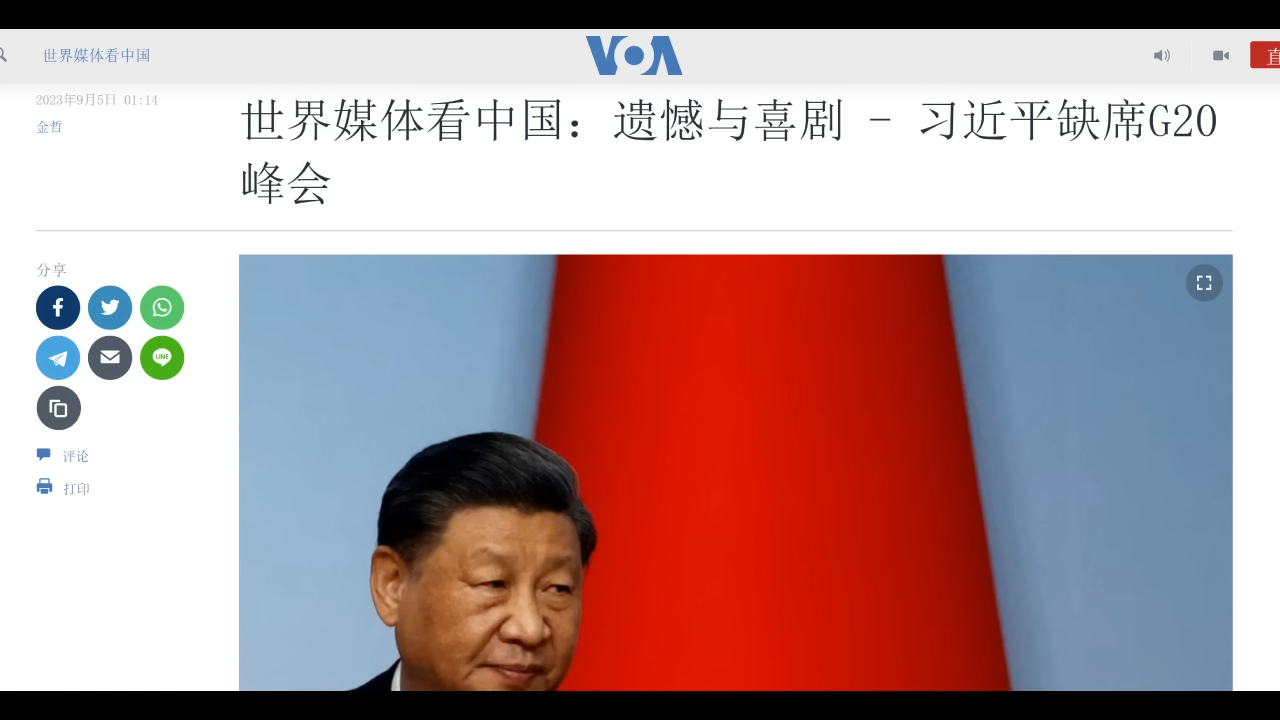 世界媒体看中国
VOA
直
2023年9月5日 01:14
金哲
世界媒体看中国：遗憾与喜剧 - 习近平缺席G20
峰会
分享
LINE
评论
打印